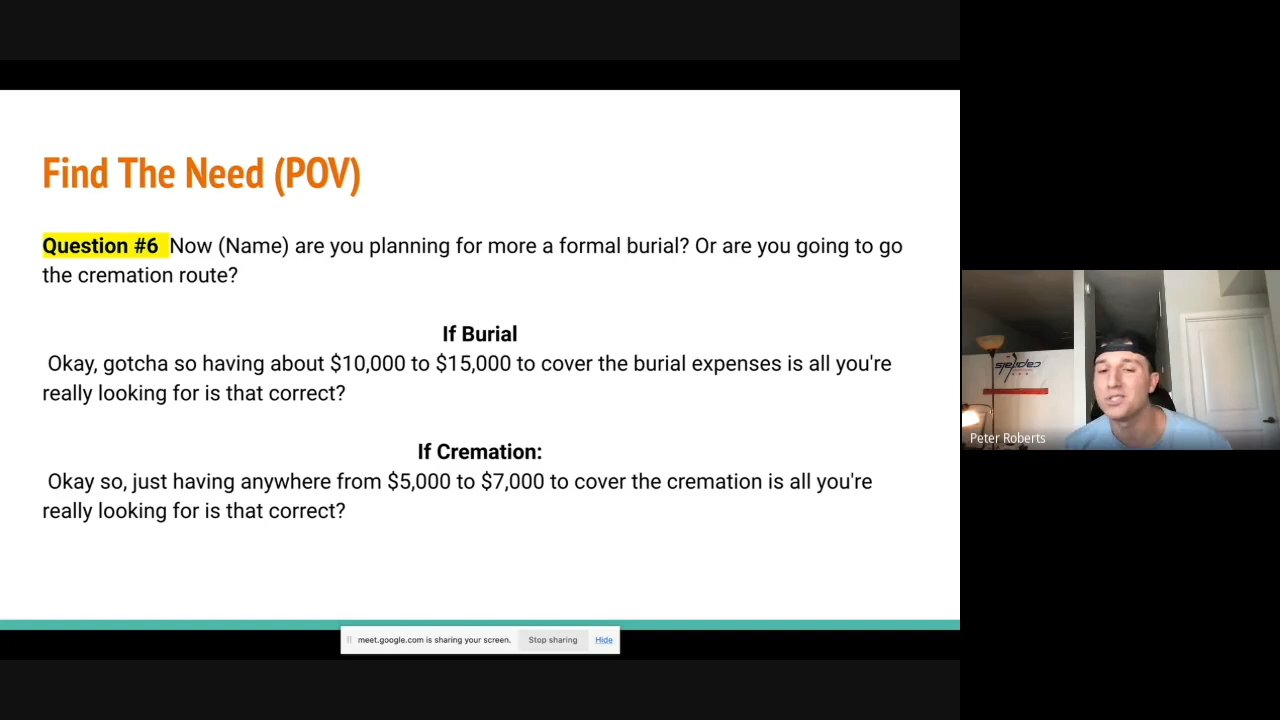 Find The Need (POV)
Question #6 Now (Name) are you planning for more a formal burial? Or are you going to go
the cremation route?
If Burial
Okay, gotcha so having about $10,000 to $15,000 to cover the burial expenses is all you're
really looking for is that correct?
If Cremation:
Okay so, just having anywhere from $5,000 to $7,000 to cover the cremation is all you're
really looking for is that correct?
meet.google.com is sharing your screen. Stop sharing Hide
capitals
Peter Roberts